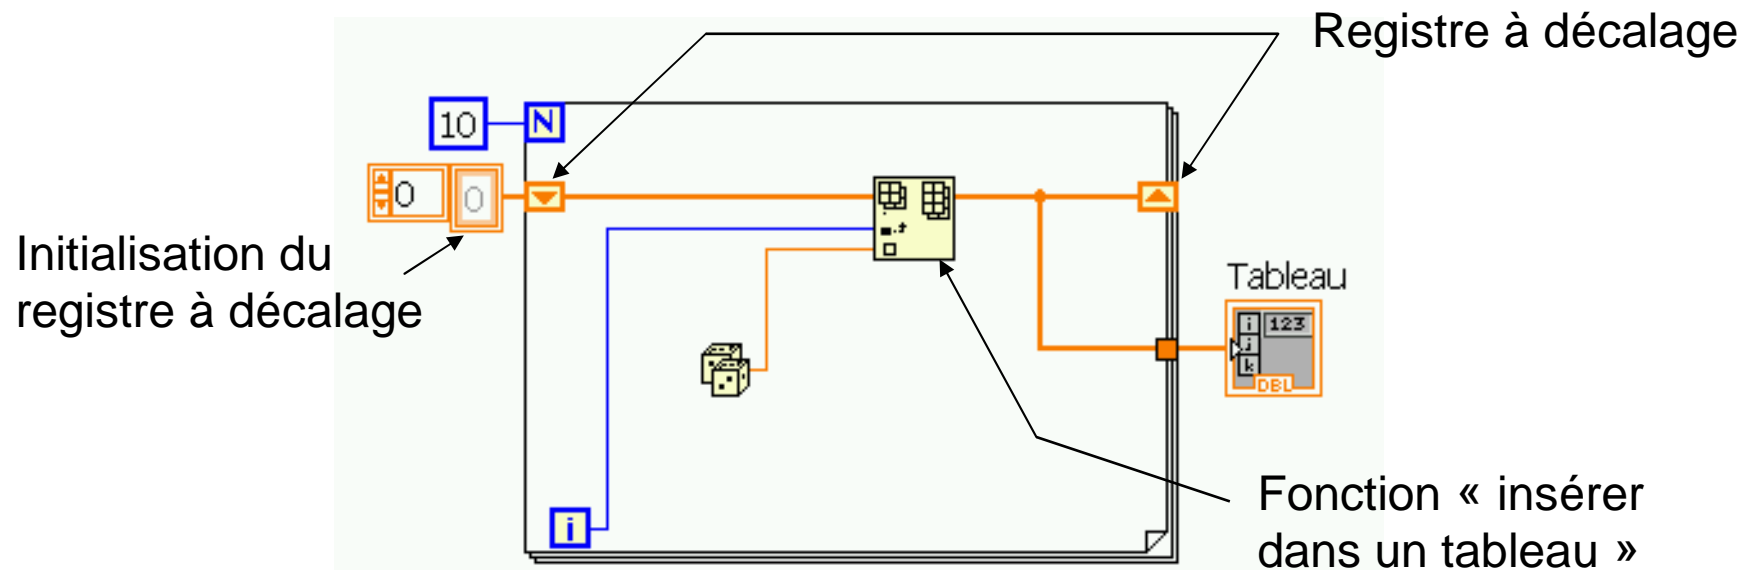 Registre à décalage
10
N
0
0
Initialisation du
registre à décalage
Tableau
i
123
j
k
DBL
i
Fonction « insérer
dans un tableau »